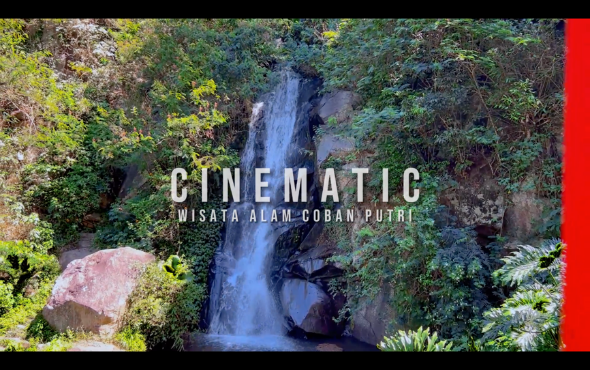 CINEMATIC
WISATA ALAM COBAN PUTRI